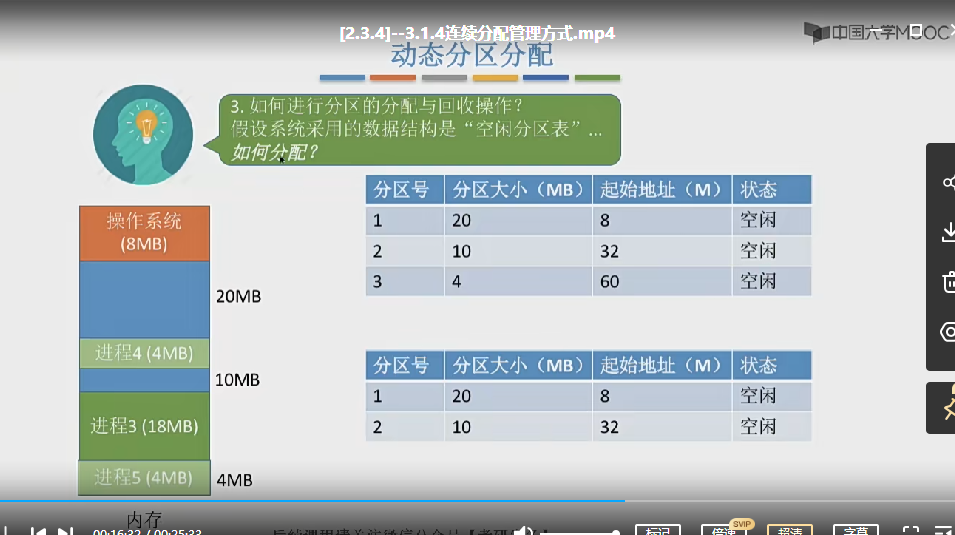 [2.3.4]--3.1.4连续分配管理方式.mp4
中国大学MOOC
动态分区分配
3. 如何进行分区的分配与回收操作?
假设系统采用的数据结构是“空闲分区表”...
如何分配?
分区号 分区大小(MB) 起始地址(M) 状态
1 20 8 空闲
2 10 32 空闲
3 4 60 空闲
操作系统
(8MB)
20MB
进程4 (4MB)
10MB
进程3 (18MB)
进程5 (4MB) 4MB
内存
分区号 分区大小(MB) 起始地址(M) 状态
1 20 8 空闲
2 10 32 空闲
00:16:32 / 00:25:33
标记
倍速
SVIP
超清
字幕